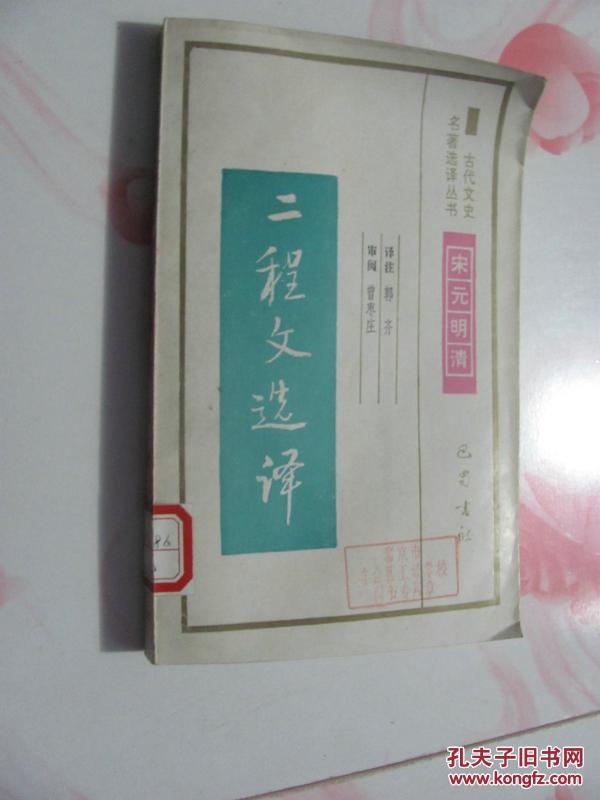 古代文史
名著选译丛书
宋元明清
译注 郭齐
审阅 曾枣庄
二程文选译
巴蜀书社
孔夫子旧书网
www.kongfz.com